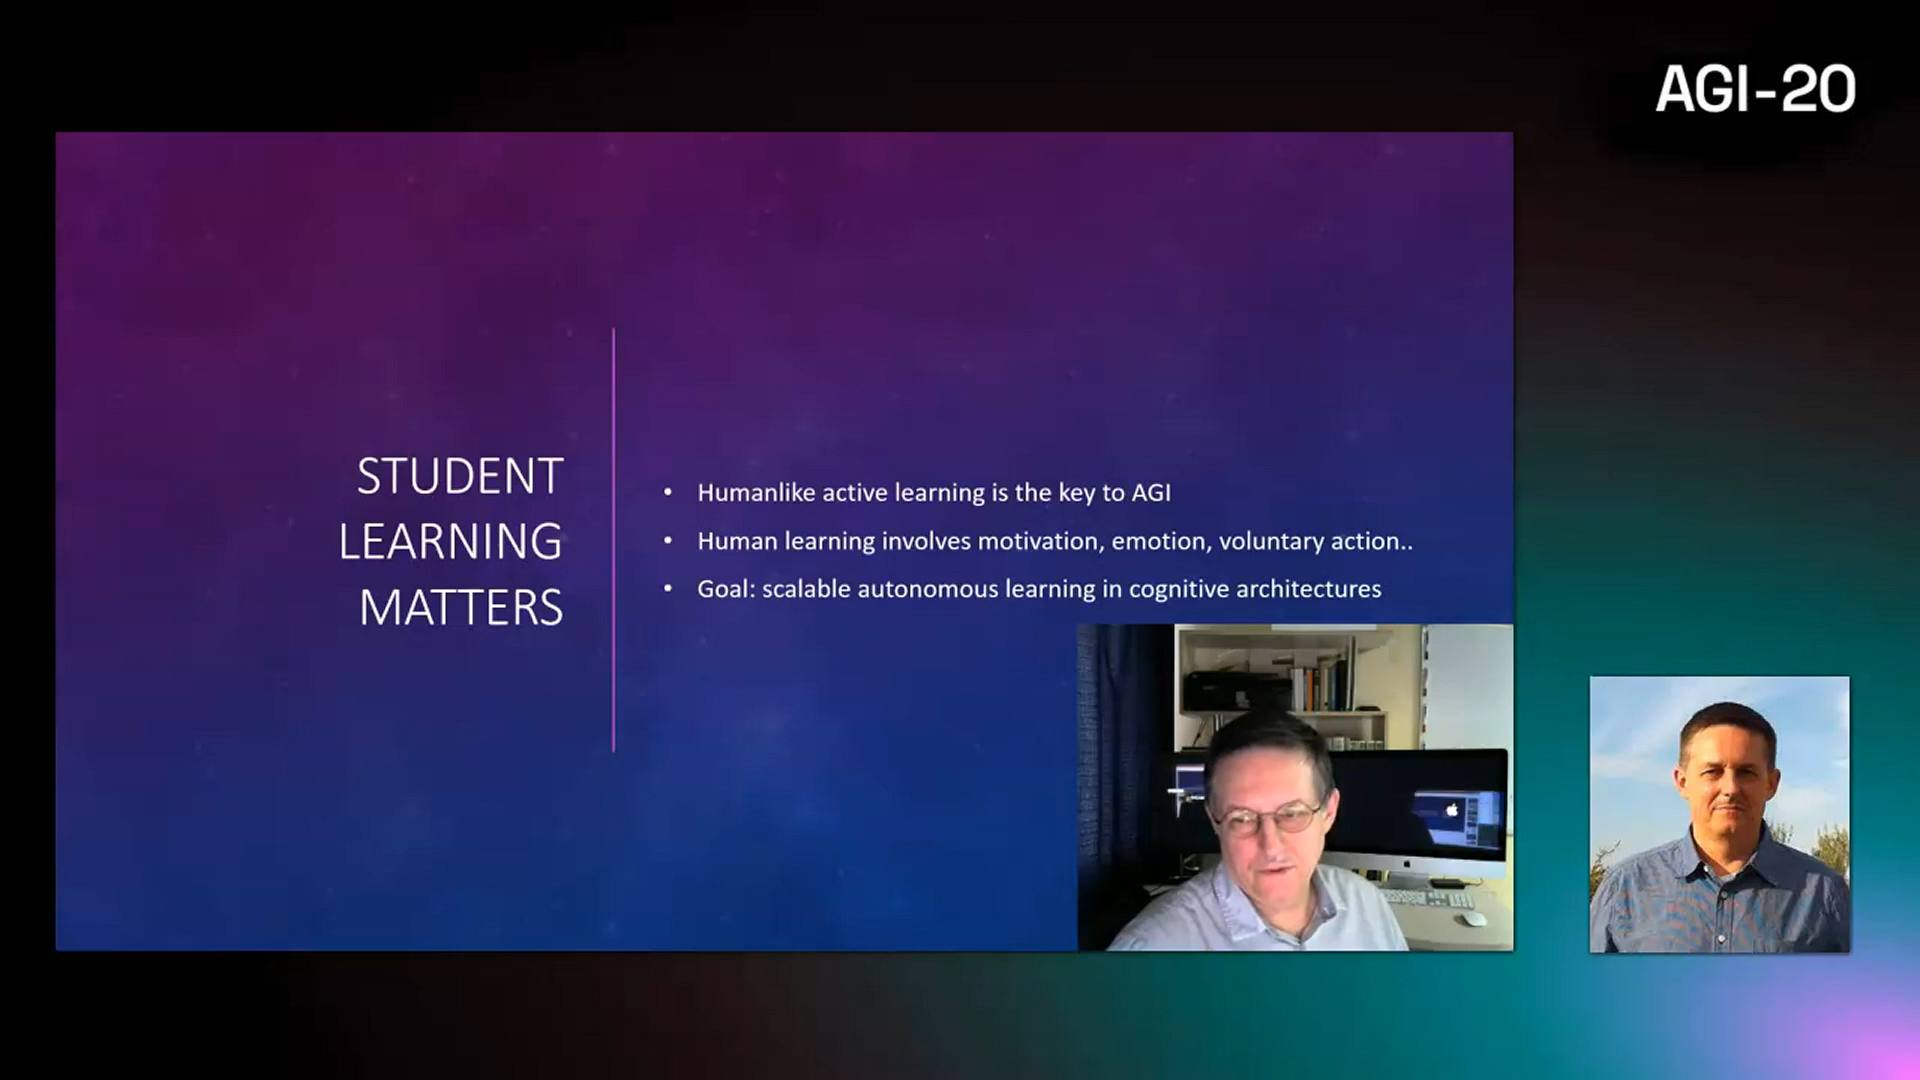 AGI-20
STUDENT
LEARNING
MATTERS
• Humanlike active learning is the key to AGI
• Human learning involves motivation, emotion, voluntary action..
• Goal: scalable autonomous learning in cognitive architectures